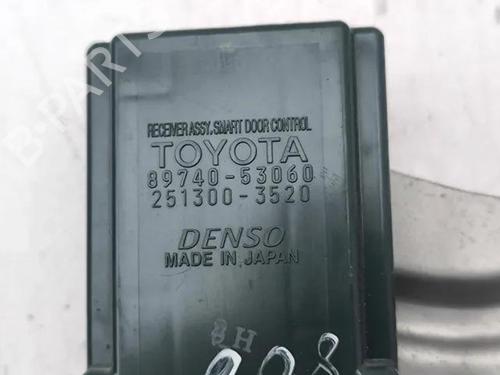 RECEIVER ASSY, SMART DOOR CONTROL
TOYOTA
89740-53060
251300-3520
DENSO
MADE IN JAPAN